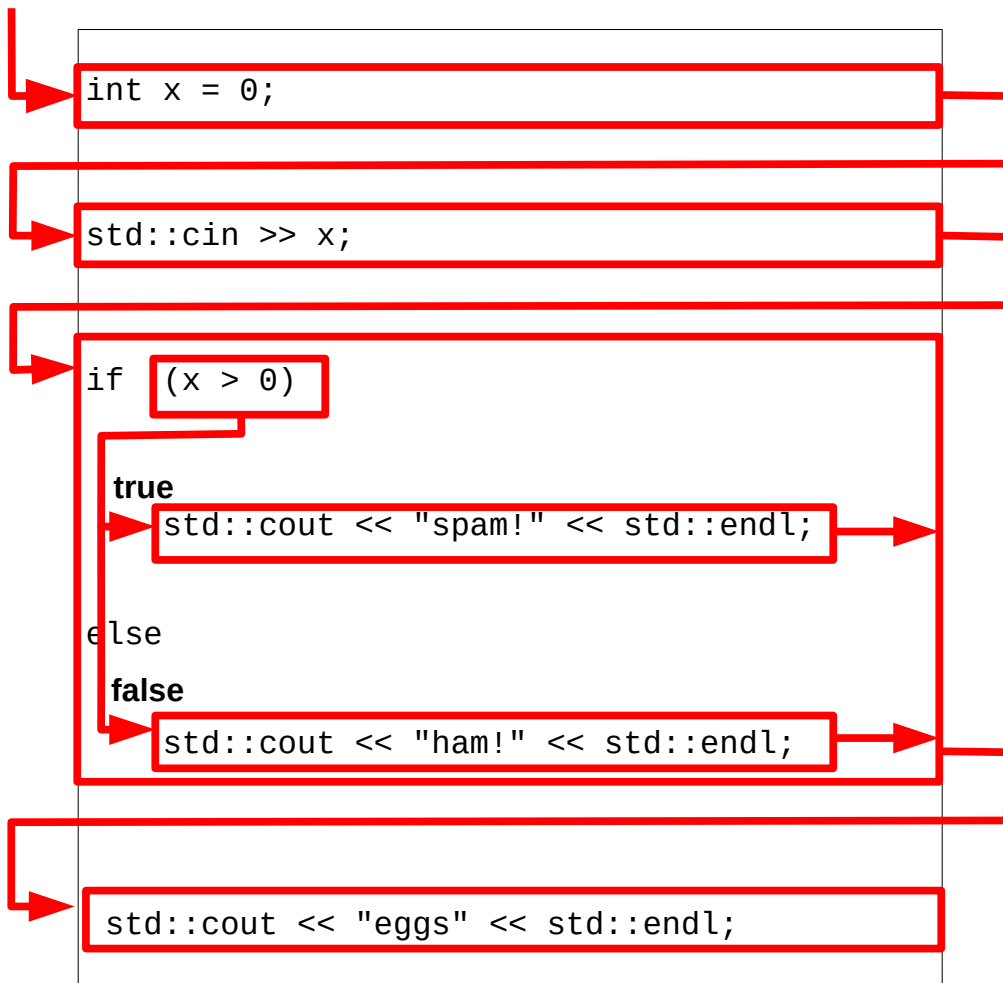 int x = 0;
std::cin >> x;
if (x > 0)
true
std::cout << "spam!" << std::endl;
else
false
std::cout << "ham!" << std::endl;
std::cout << "eggs" << std::endl;